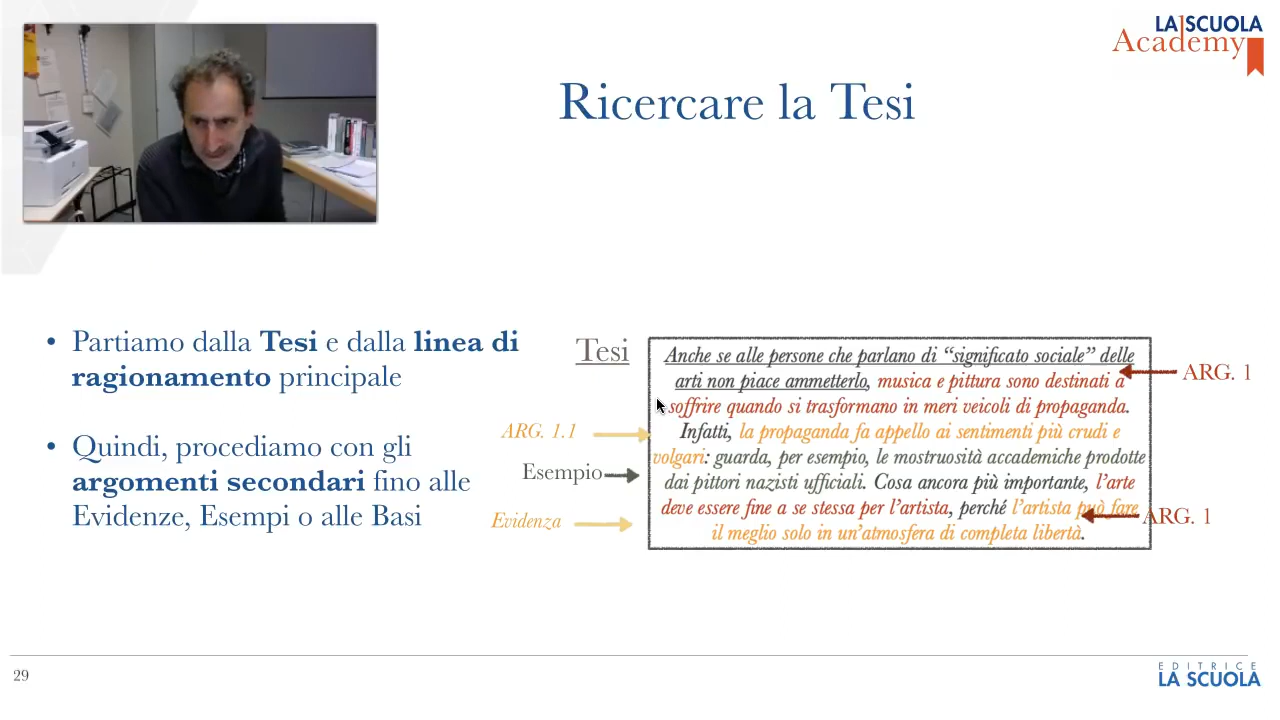 LA SCUOLA
Academy
Ricercare la Tesi
• Partiamo dalla Tesi e dalla linea di
ragionamento principale
• Quindi, procediamo con gli
argomenti secondari fino alle
Evidenze, Esempi o alle Basi
Tesi
ARG. 1.1
Esempio
Evidenza
Anche se alle persone che parlano di “significato sociale” delle
arti non piace ammetterlo, musica e pittura sono destinati a
soffrire quando si trasformano in meri veicoli di propaganda.
Infatti, la propaganda fa appello ai sentimenti più crudi e
volgari: guarda, per esempio, le mostruosità accademiche prodotte
dai pittori nazisti ufficiali. Cosa ancora più importante, l’arte
deve essere fine a se stessa per l’artista, perché l’artista può fare
il meglio solo in un’atmosfera di completa libertà.
ARG. 1
ARG. 1
29
EDITRICE
LA SCUOLA